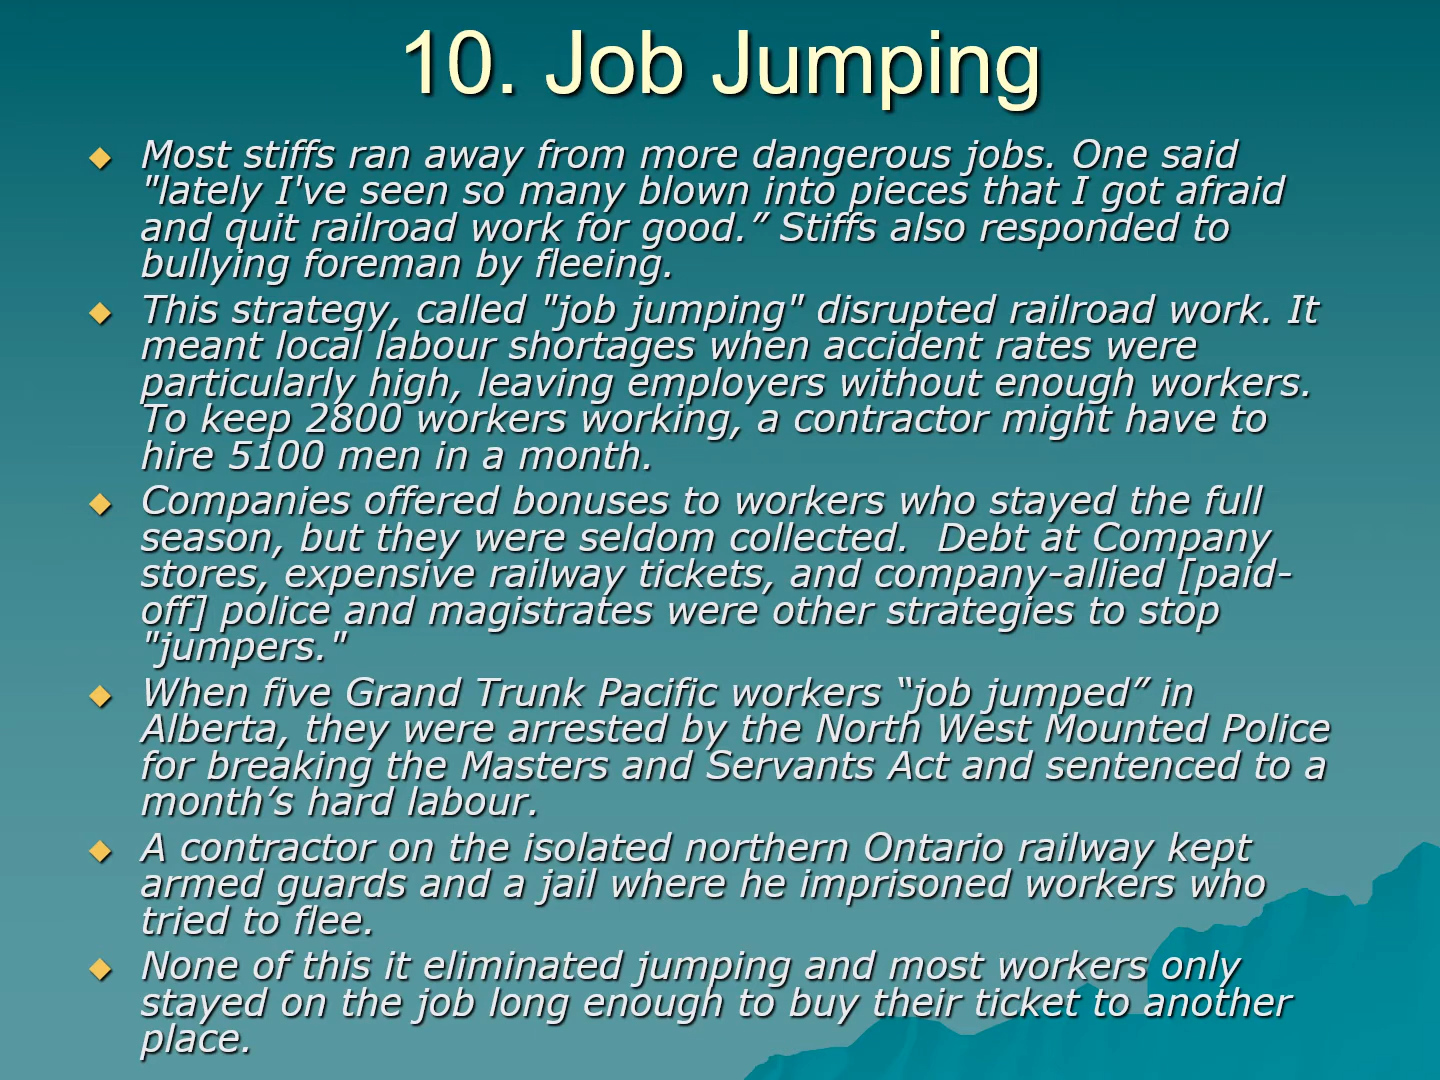 10. Job Jumping
Most stiffs ran away from more dangerous jobs. One said
"lately I've seen so many blown into pieces that I got afraid
and quit railroad work for good.” Stiffs also responded to
bullying foreman by fleeing.
This strategy, called "job jumping" disrupted railroad work. It
meant local labour shortages when accident rates were
particularly high, leaving employers without enough workers.
To keep 2800 workers working, a contractor might have to
hire 5100 men in a month.
Companies offered bonuses to workers who stayed the full
season, but they were seldom collected.  Debt at Company
stores, expensive railway tickets, and company-allied [paid-
off] police and magistrates were other strategies to stop
"jumpers."
When five Grand Trunk Pacific workers “job jumped” in
Alberta, they were arrested by the North West Mounted Police
for breaking the Masters and Servants Act and sentenced to a
month’s hard labour.
A contractor on the isolated northern Ontario railway kept
armed guards and a jail where he imprisoned workers who
tried to flee.
None of this it eliminated jumping and most workers only
stayed on the job long enough to buy their ticket to another
place.